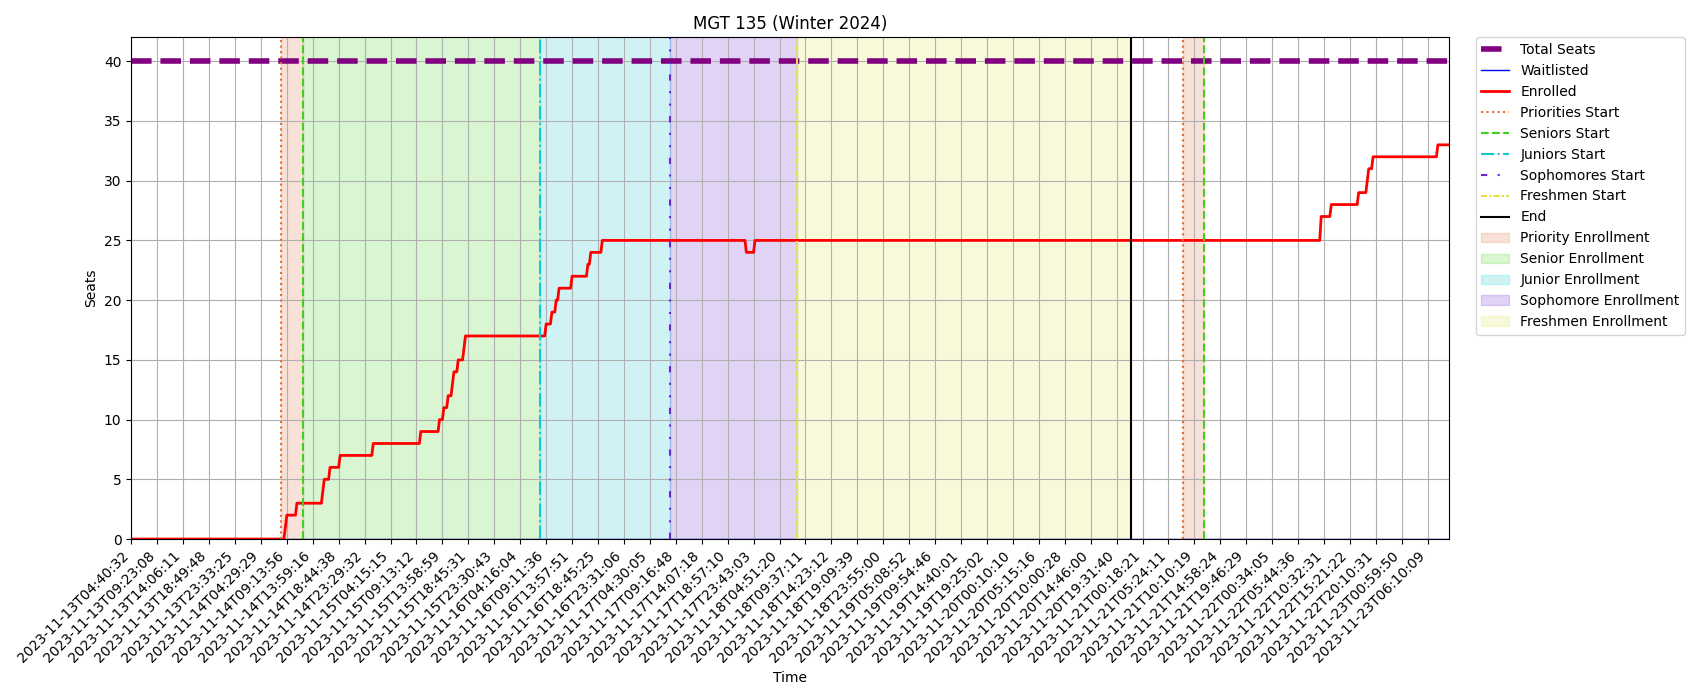 MGT 135 (Winter 2024)
Seats
40
35
30
25
20
15
10
5
0
2023-11-13T04:40:32
2023-11-13T09:23:08
2023-11-13T14:06:11
2023-11-13T18:49:48
2023-11-13T23:33:25
2023-11-14T04:29:29
2023-11-14T09:13:56
2023-11-14T13:59:16
2023-11-14T18:44:38
2023-11-14T23:29:32
2023-11-15T04:15:15
2023-11-15T09:13:12
2023-11-15T13:58:59
2023-11-15T18:45:31
2023-11-15T23:30:43
2023-11-16T04:16:04
2023-11-16T09:11:36
2023-11-16T13:57:51
2023-11-16T18:45:25
2023-11-16T23:31:06
2023-11-17T04:30:05
2023-11-17T09:16:48
2023-11-17T14:07:18
2023-11-17T18:57:10
2023-11-17T23:43:03
2023-11-18T04:51:20
2023-11-18T09:37:11
2023-11-18T14:23:12
2023-11-18T19:09:39
2023-11-18T23:55:00
2023-11-19T05:08:52
2023-11-19T09:54:46
2023-11-19T14:40:01
2023-11-19T19:25:02
2023-11-20T00:10:10
2023-11-20T05:15:16
2023-11-20T10:00:28
2023-11-20T14:46:00
2023-11-20T19:31:40
2023-11-21T00:18:21
2023-11-21T05:24:11
2023-11-21T10:10:19
2023-11-21T14:58:24
2023-11-21T19:46:29
2023-11-22T00:34:05
2023-11-22T05:44:36
2023-11-22T10:32:31
2023-11-22T15:21:22
2023-11-22T20:10:31
2023-11-23T00:59:50
2023-11-23T06:10:09
Time
Total Seats
Waitlisted
Enrolled
Priorities Start
Seniors Start
Juniors Start
Sophomores Start
Freshmen Start
End
Priority Enrollment
Senior Enrollment
Junior Enrollment
Sophomore Enrollment
Freshmen Enrollment